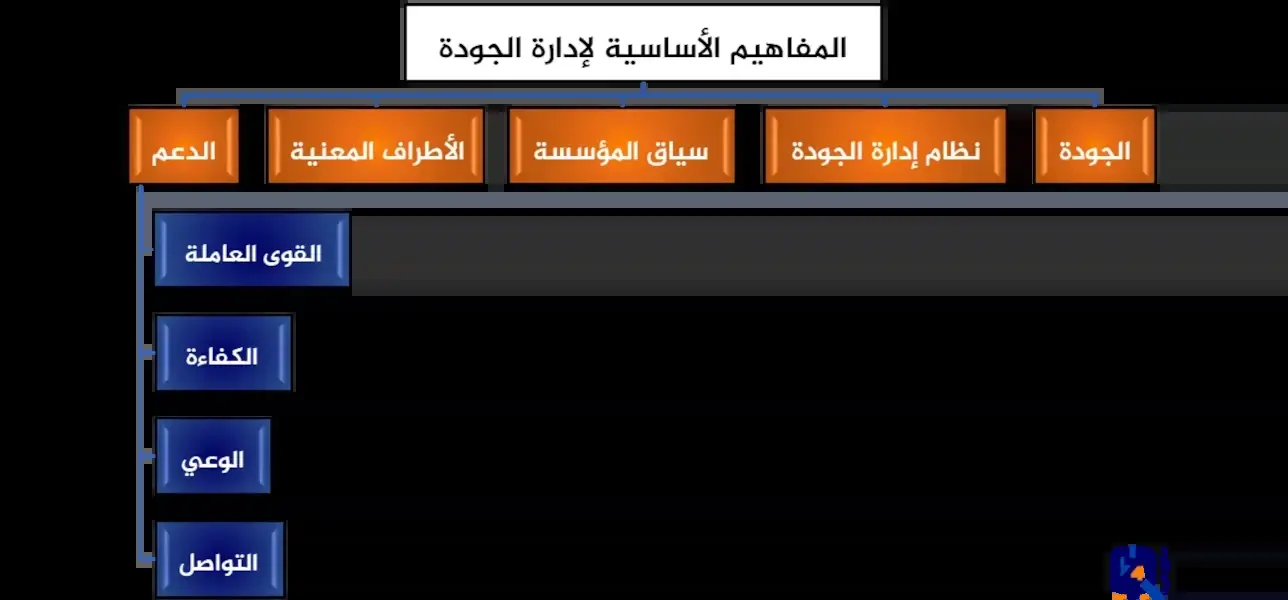 المفاهيم الأساسية لإدارة الجودة
الجودة
نظام إدارة الجودة
سياق المؤسسة
الأطراف المعنية
الدعم
القوى العاملة
الكفاءة
الوعي
التواصل